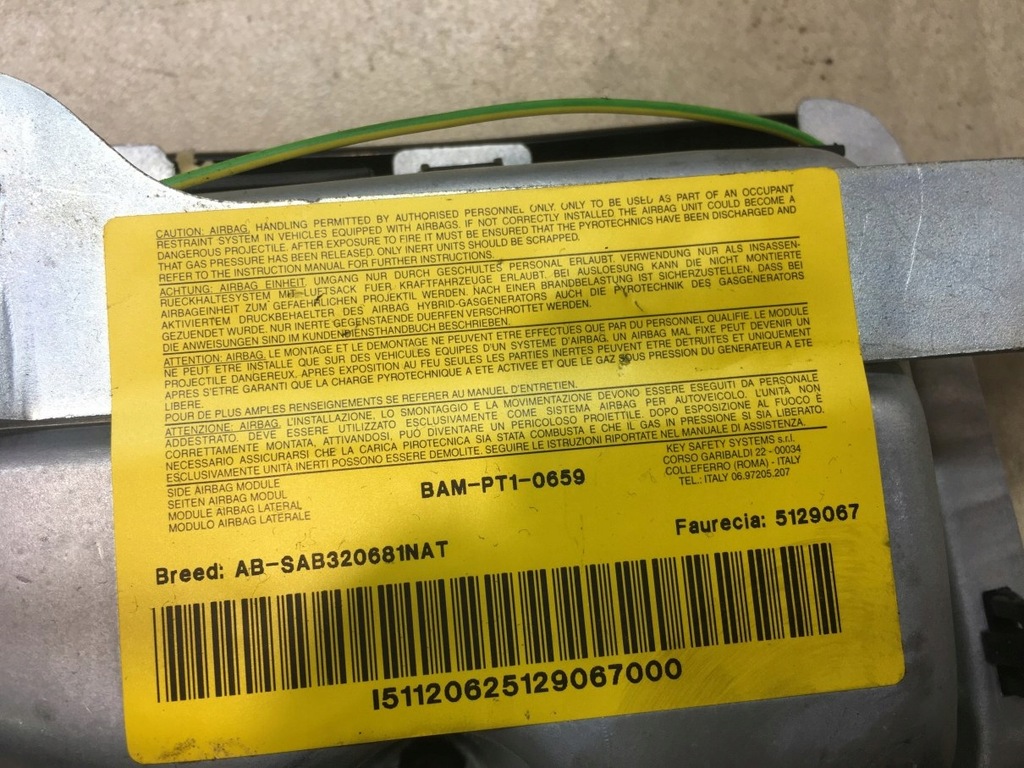 CAUTION: AIRBAG, HANDLING PERMITTED BY AUTHORISED PERSONNEL ONLY. ONLY TO BE USED AS PART OF AN OCCUPANT
RESTRAINT SYSTEM IN VEHICLES EQUIPPED WITH AIRBAGS. IF NOT CORRECTLY INSTALLED THE AIRBAG UNIT COULD BECOME A
DANGEROUS PROJECTILE. AFTER EXPOSURE TO FIRE IT MUST BE ENSURED THAT THE PYROTECHNICS HAVE BEEN DISCHARGED AND
THAT GAS PRESSURE HAS BEEN RELEASED. ONLY INERT UNITS SHOULD BE SCRAPPED.
REFER TO THE INSTRUCTION MANUAL FOR FURTHER INSTRUCTIONS.
ACHTUNG: AIRBAG EINHEIT, UMGANG NUR DURCH GESCHULTES PERSONAL ERLAUBT. VERWENDUNG NUR ALS INSASSEN-
RUECKHALTESYSTEM MIT LUFTSACK FUER. KRAFTFAHRZEUGE ERLAUBT. BEI AUSLOESUNG KANN DIE NICHT MONTIERTE
AIRBAGEINHEIT ZUM GEFAEHRLICHEN PROJEKTIL WERDEN. NACH EINER BRANDBELASTUNG IST SICHERZUSTELLEN, DASS BEI
AKTIVIERTEM DRUCKBEHAELTER DES AIRBAG HYBRID-GASGENERATORS AUCH DIE PYROTECHNIK DES GASGENERATORS
GEZUENDET WURDE. NUR INERTE GEGENSTAENDE DUERFEN VERSCHROTTET WERDEN.
DIE ANWEISUNGEN SIND IM KUNDENDIENSTHANDBUCH BESCHRIEBEN.
ATTENTION: AIRBAG, LE MONTAGE ET LE DEMONTAGE NE PEUVENT ETRE EFFECTUES QUE PAR DU PERSONNEL QUALIFIE. LE MODULE
NE PEUT ETRE INSTALLE QUE SUR DES VEHICULES EQUIPES D'UN SYSTEME D'AIRBAG. UN AIRBAG MAL FIXE PEUT DEVENIR UN
PROJECTILE DANGEREUX. APRES EXPOSITION AU FEU SEULES LES PARTIES INERTES PEUVENT ETRE DETRUITES ET UNIQUEMENT
APRES S'ETRE GARANTI QUE LA CHARGE PYROTECHNIQUE A ETE ACTIVEE ET QUE LE GAZ SOUS PRESSION DU GENERATEUR A ETE
LIBERE.
POUR DE PLUS AMPLES RENSEIGNEMENTS SE REFERER AU MANUEL D'ENTRETIEN.
ATTENZIONE: AIRBAG, L'INSTALLAZIONE, LO SMONTAGGIO E LA MOVIMENTAZIONE DEVONO ESSERE ESEGUITI DA PERSONALE
ADDESTRATO. DEVE ESSERE UTILIZZATO ESCLUSIVAMENTE COME SISTEMA AIRBAG PER AUTOVEICOLO. L'UNITÀ NON
CORRETTAMENTE MONTATA, ATTIVANDOSI, PUÒ DIVENTARE UN PERICOLOSO PROIETTILE. DOPO ESPOSIZIONE AL FUOCO È
NECESSARIO ASSICURARSI CHE LA CARICA PIROTECNICA SIA STATA COMBUSTA E CHE IL GAS IN PRESSIONE SI SIA LIBERATO.
ESCLUSIVAMENTE UNITÀ INERTI POSSONO ESSERE DEMOLITE. SEGUIRE LE ISTRUZIONI RIPORTATE NEL MANUALE DI ASSISTENZA.
SIDE AIRBAG MODULE
SEITEN AIRBAG MODUL
MODULE AIRBAG LATERAL
MODULO AIRBAG LATERALE
BAM-PT1-0659
KEY SAFETY SYSTEMS s.r.l.
CORSO GARIBALDI 22 - 00034
COLLEFERRO (ROMA) - ITALY
TEL.: ITALY 06.97205.207
Faurecia: 5129067
Breed: AB-SAB320681NAT
I51120625129067000